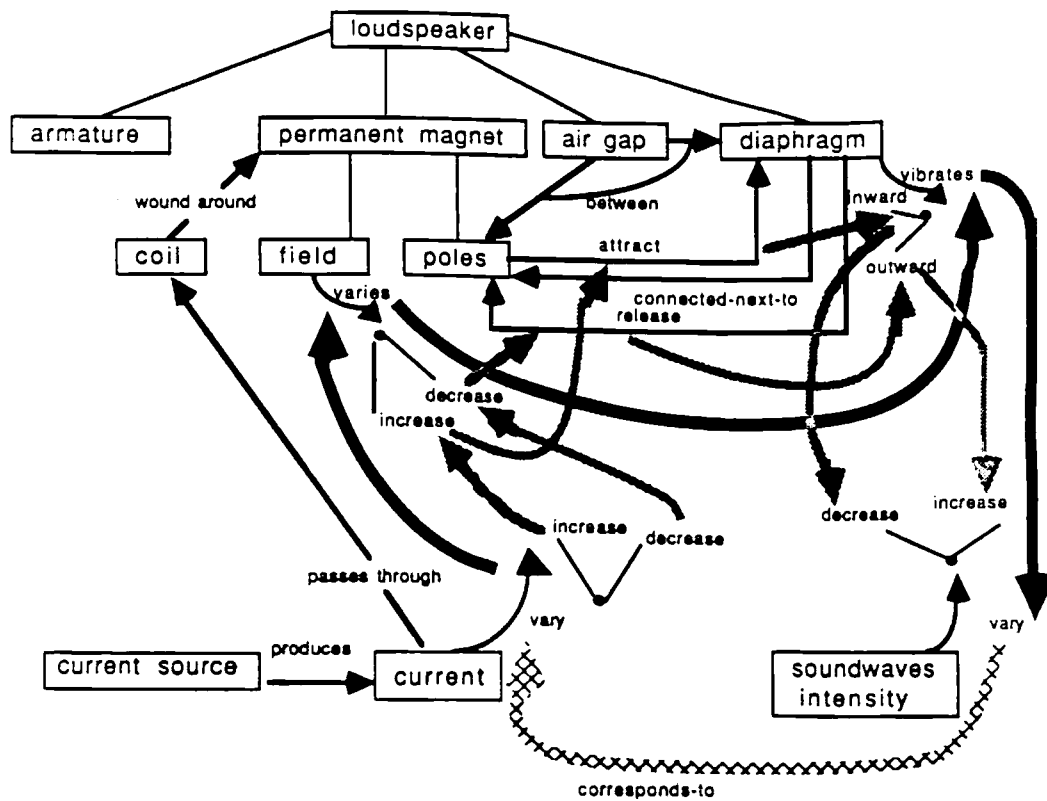 loudspeaker
armature
permanent magnet
air gap
diaphragm
vibrates
inward
wound around
between
coil
field
poles
attract
outward
varies
connected-next-to
release
decrease
increase
decrease
increase
increase
decrease
passes through
vary
vary
produces
current source
current
soundwaves
intensity
corresponds-to